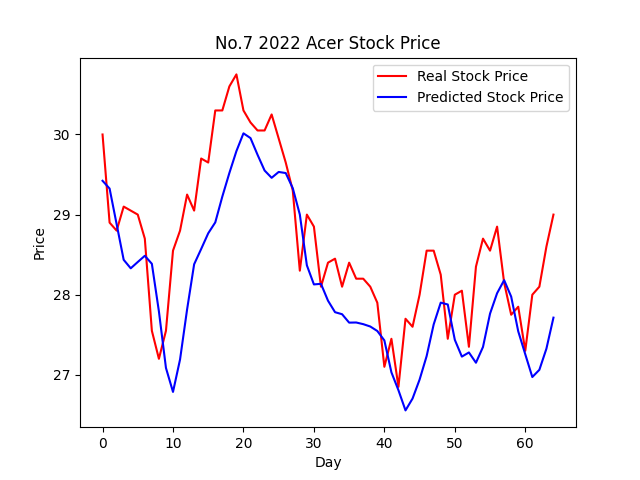 No.7 2022 Acer Stock Price
Real Stock Price
Predicted Stock Price
30
29
28
27
Price
0 10 20 30 40 50 60
Day